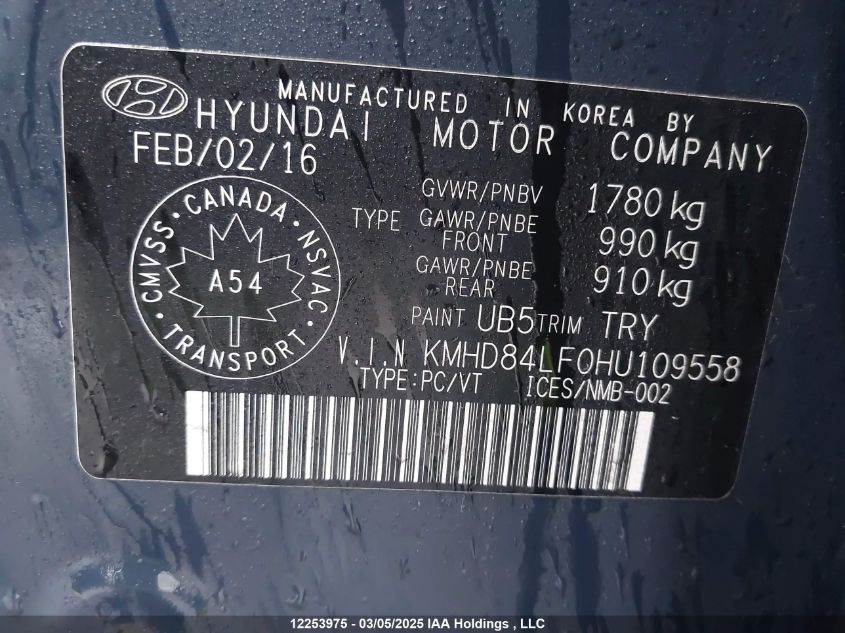 MANUFACTURED IN KOREA BY
HYUNDAI MOTOR COMPANY
FEB/02/16
GVWR/PNBV 1780 kg
TYPE GAWR/PNBE FRONT 990 kg
GAWR/PNBE REAR 910 kg
CANADA
CMVSS · NSVAC
A54
TRANSPORT
PAINT UB5 TRIM TRY
V.I.N KMHD84LF0HU109558
TYPE:PC/VT ICES/NMB-002
12253975 - 03/05/2025 IAA Holdings , LLC